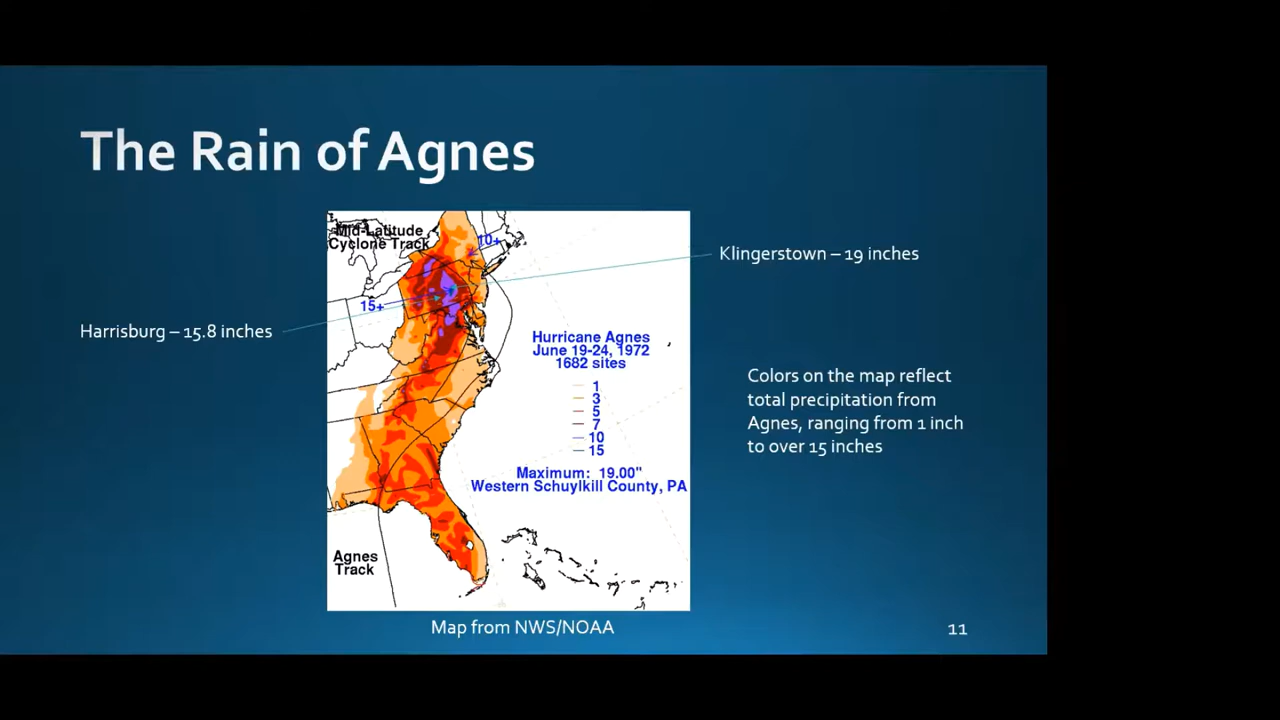 The Rain of Agnes
Mid-Latitude
Cyclone Track
10+
15+
Klingerstown – 19 inches
Harrisburg – 15.8 inches
Hurricane Agnes
June 19-24, 1972
1682 sites
1
3
5
7
10
15
Maximum: 19.00"
Western Schuylkill County, PA
Agnes
Track
Colors on the map reflect
total precipitation from
Agnes, ranging from 1 inch
to over 15 inches
Map from NWS/NOAA
11